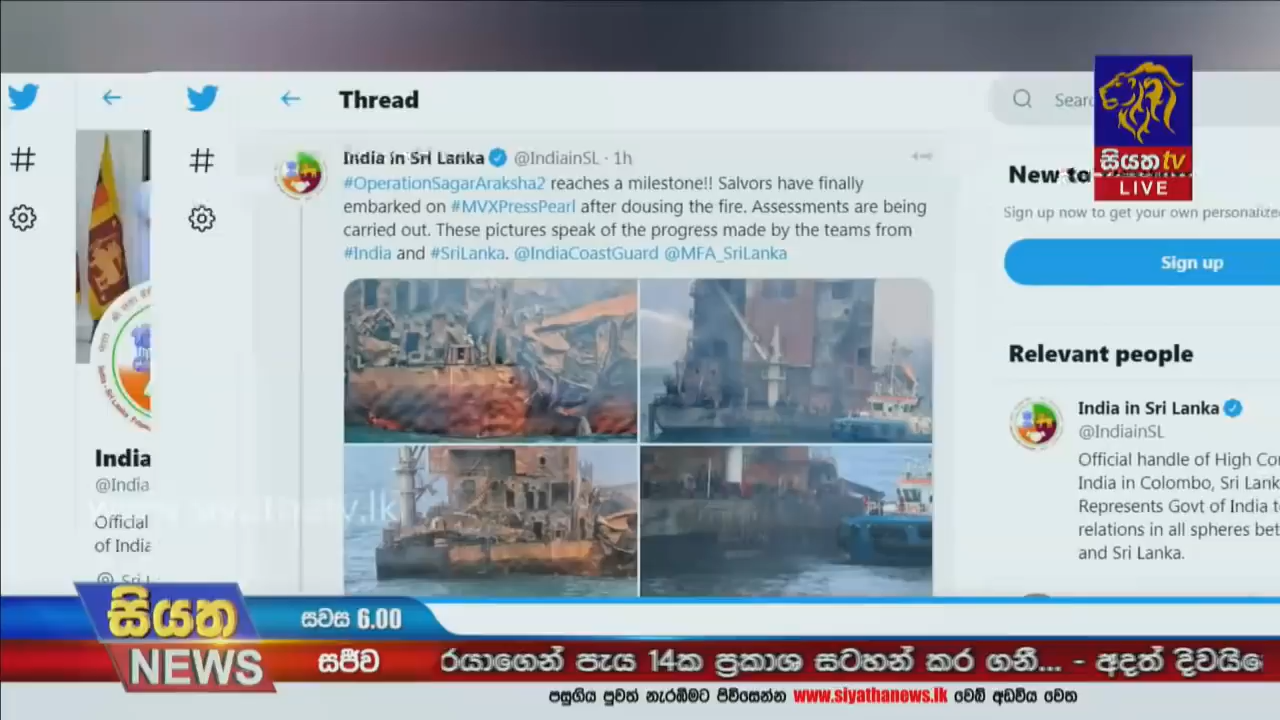 Thread
India in Sri Lanka @IndiainSL · 1h
#OperationSagarAraksha2 reaches a milestone!! Salvors have finally
embarked on #MVXPressPearl after dousing the fire. Assessments are being
carried out. These pictures speak of the progress made by the teams from
#India and #SriLanka. @IndiaCoastGuard @MFA_SriLanka
සියත tv
LIVE
New to
Sign up now to get your own personalize
Sign up
Relevant people
India in Sri Lanka
@IndiainSL
Official handle of High Co
India in Colombo, Sri Lank
Represents Govt of India t
relations in all spheres bet
and Sri Lanka.
India
@India
Official
of India
සියත
NEWS
සවස 6.00
සජීව
රයාගෙන් පැය 14ක ප්‍රකාශ සටහන් කර ගනී... - අදත් දිවයි
පසුගිය පුවත් නැරඹීමට පිවිසෙන්න www.siyathanews.lk වෙබ් අඩවිය වෙත